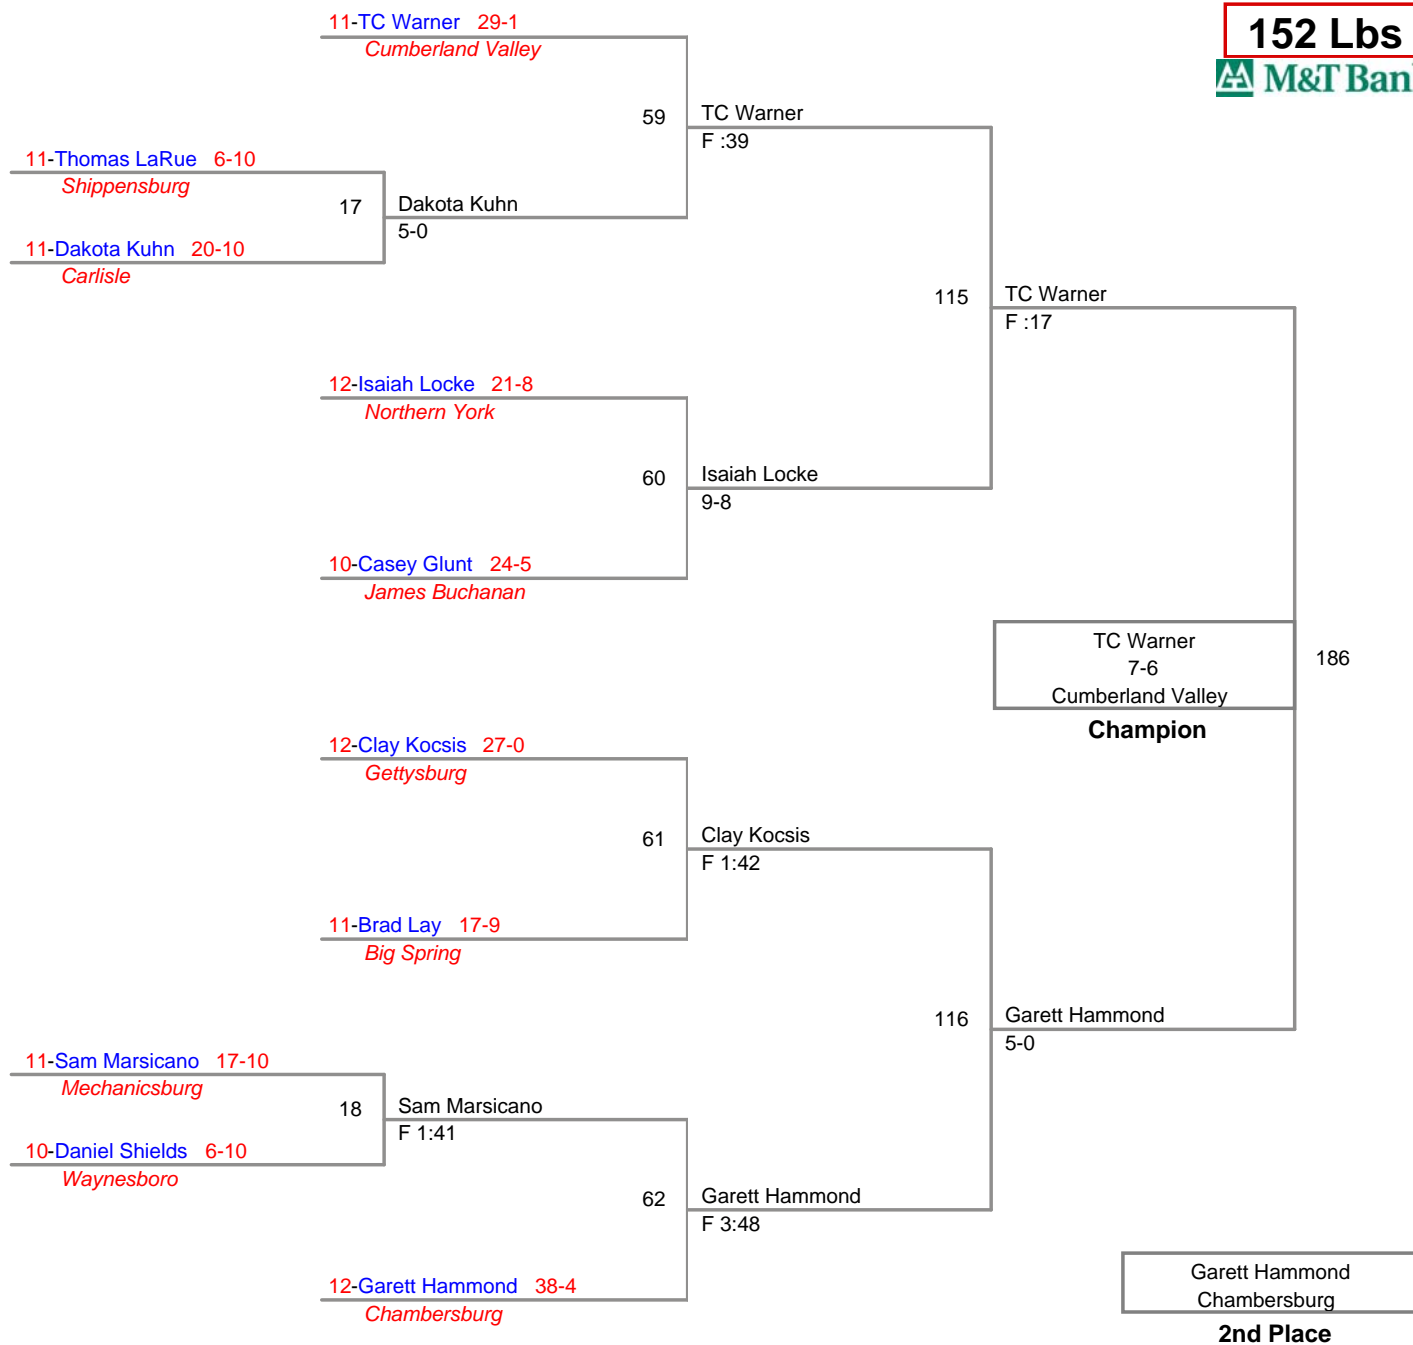 11-TC Warner 29-1
Cumberland Valley
152 Lbs
M&T Ban
59
TC Warner
F :39
11-Thomas LaRue 6-10
Shippensburg
17
Dakota Kuhn
5-0
11-Dakota Kuhn 20-10
Carlisle
115
TC Warner
F :17
12-Isaiah Locke 21-8
Northern York
60
Isaiah Locke
9-8
10-Casey Glunt 24-5
James Buchanan
TC Warner
7-6
Cumberland Valley
Champion
186
12-Clay Kocsis 27-0
Gettysburg
61
Clay Kocsis
F 1:42
11-Brad Lay 17-9
Big Spring
116
Garett Hammond
5-0
11-Sam Marsicano 17-10
Mechanicsburg
18
Sam Marsicano
F 1:41
10-Daniel Shields 6-10
Waynesboro
62
Garett Hammond
F 3:48
12-Garett Hammond 38-4
Chambersburg
Garett Hammond
Chambersburg
2nd Place